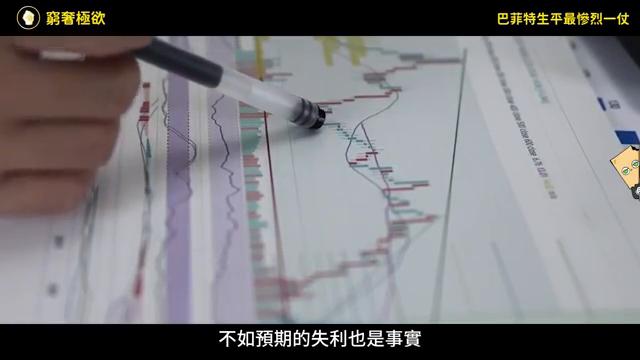 窮奢極欲
巴菲特生平最慘烈一仗
不如預期的失利也是事實